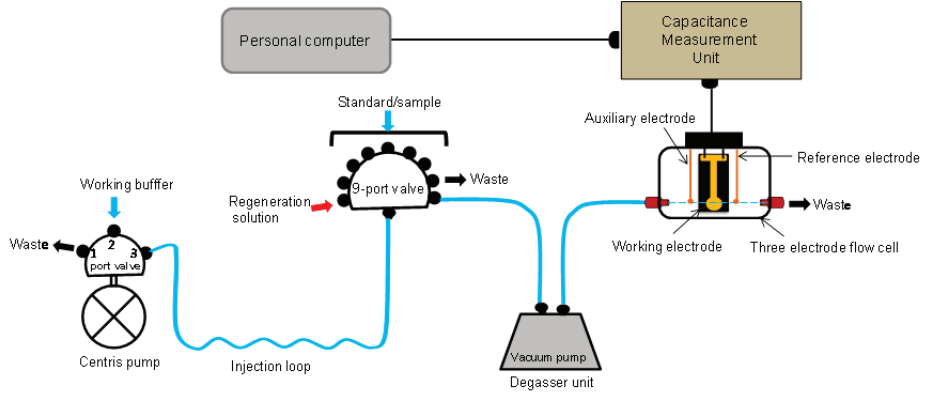 Personal computer
Capacitance
Measurement
Unit
Standard/sample
Auxiliary electrode
Reference electrode
9-port valve
Waste
Working bufffer
Regeneration
solution
Waste
Waste
1
2
3
port valve
Working electrode
Three electrode flow cell
Centris pump
Injection loop
Vacuum pump
Degasser unit